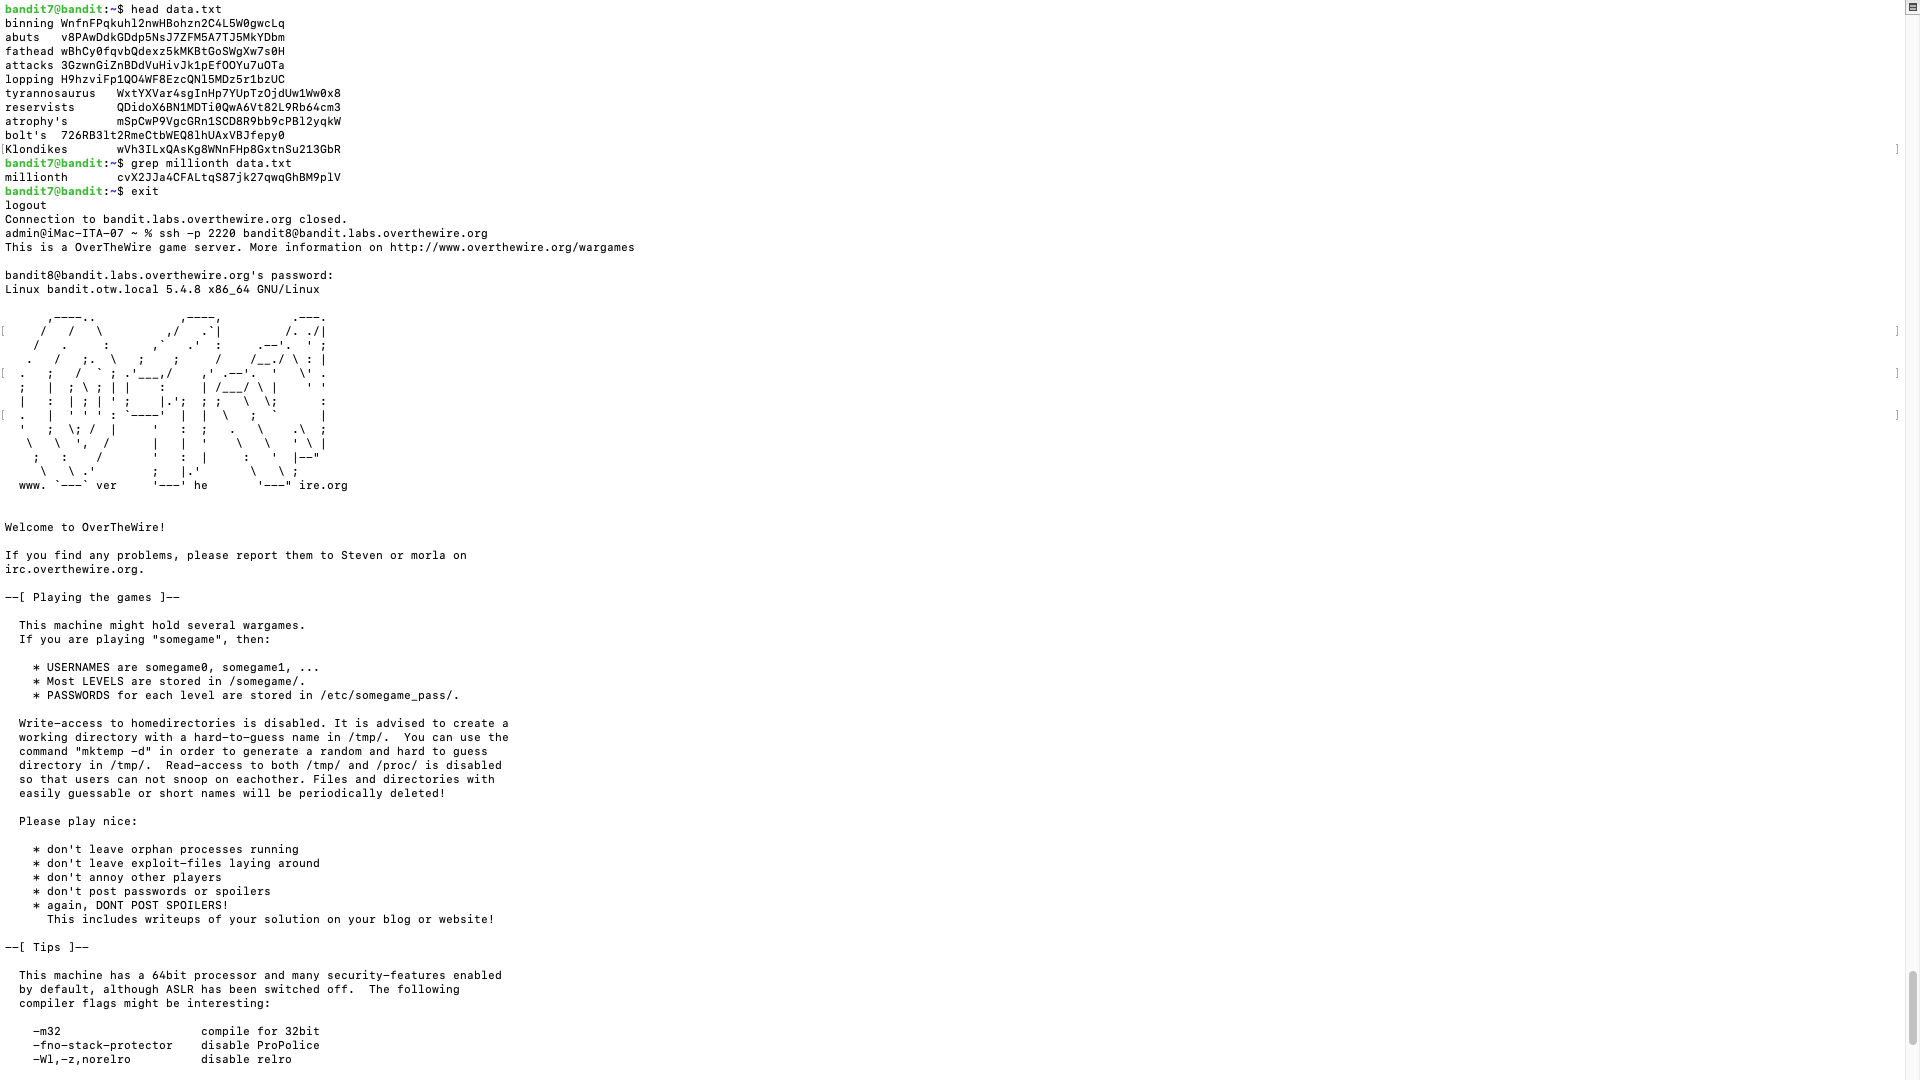 bandit7@bandit:~$ head data.txt
binning WnfnFPqkuhl2nwHBohzn2C4L5W0gwcLq
abuts   v8PAwDdkGDdp5NsJ7ZFM5A7TJ5MkYDbm
fathead wBhCy0fqvbQdexz5kMKBtGoSWgXw7s0H
attacks 3GzwnGiZnBDdVuHivJk1pEfOOYu7uOTa
lopping H9hzviFp1QO4WF8EzcQNl5MDz5r1bzUC
tyrannosaurus   WxtYXVar4sgInHp7YUpTzOjdUw1Ww0x8
reservists      QDidoX6BN1MDTi0QwA6Vt82L9Rb64cm3
atrophy's       mSpCwP9VgcGRn1SCD8R9bb9cPBl2yqkW
bolt's  726RB3lt2RmeCtbWEQ8lhUAxVBJfepy0
Klondikes       wVh3ILxQAsKg8WNnFHp8GxtnSu213GbR
bandit7@bandit:~$ grep millionth data.txt
millionth       cvX2JJa4CFALtqS87jk27qwqGhBM9plV
bandit7@bandit:~$ exit
logout
Connection to bandit.labs.overthewire.org closed.
admin@iMac-ITA-07 ~ % ssh -p 2220 bandit8@bandit.labs.overthewire.org
This is a OverTheWire game server. More information on http://www.overthewire.org/wargames

bandit8@bandit.labs.overthewire.org's password:
Linux bandit.otw.local 5.4.8 x86_64 GNU/Linux

      ,----..            ,----,          .---.
     /   /   \         ,/   .`|         /. ./|
    /   .     :      ,`   .'  :     .--'.  ' ;
   .   /   ;.  \   ;    ;     /    /__./ \ : |
  .   ;   /  ` ; .'___,/    ,' .--'.  '   \' .
  ;   |  ; \ ; | |    :     | /___/ \ |    ' '
  |   :  | ; | ' ;    |.';  ; ;   \  \;      :
  .   |  ' ' ' : `----'  |  |  \   ;  `      |
  '   ;  \; /  |     '   :  ;   .   \    .\  ;
   \   \  ',  /      |   |  '    \   \   ' \ |
    ;   :    /       '   :  |     :   '  |--"
     \   \ .'        ;   |.'       \   \ ;
  www. `---` ver     '---' he       '---" ire.org

Welcome to OverTheWire!

If you find any problems, please report them to Steven or morla on
irc.overthewire.org.

--[ Playing the games ]--

  This machine might hold several wargames.
  If you are playing "somegame", then:

    * USERNAMES are somegame0, somegame1, ...
    * Most LEVELS are stored in /somegame/.
    * PASSWORDS for each level are stored in /etc/somegame_pass/.

  Write-access to homedirectories is disabled. It is advised to create a
  working directory with a hard-to-guess name in /tmp/.  You can use the
  command "mktemp -d" in order to generate a random and hard to guess
  directory in /tmp/.  Read-access to both /tmp/ and /proc/ is disabled
  so that users can not snoop on eachother. Files and directories with
  easily guessable or short names will be periodically deleted!

  Please play nice:

    * don't leave orphan processes running
    * don't leave exploit-files laying around
    * don't annoy other players
    * don't post passwords or spoilers
    * again, DONT POST SPOILERS!
      This includes writeups of your solution on your blog or website!

--[ Tips ]--

  This machine has a 64bit processor and many security-features enabled
  by default, although ASLR has been switched off.  The following
  compiler flags might be interesting:

    -m32                    compile for 32bit
    -fno-stack-protector    disable ProPolice
    -Wl,-z,norelro          disable relro